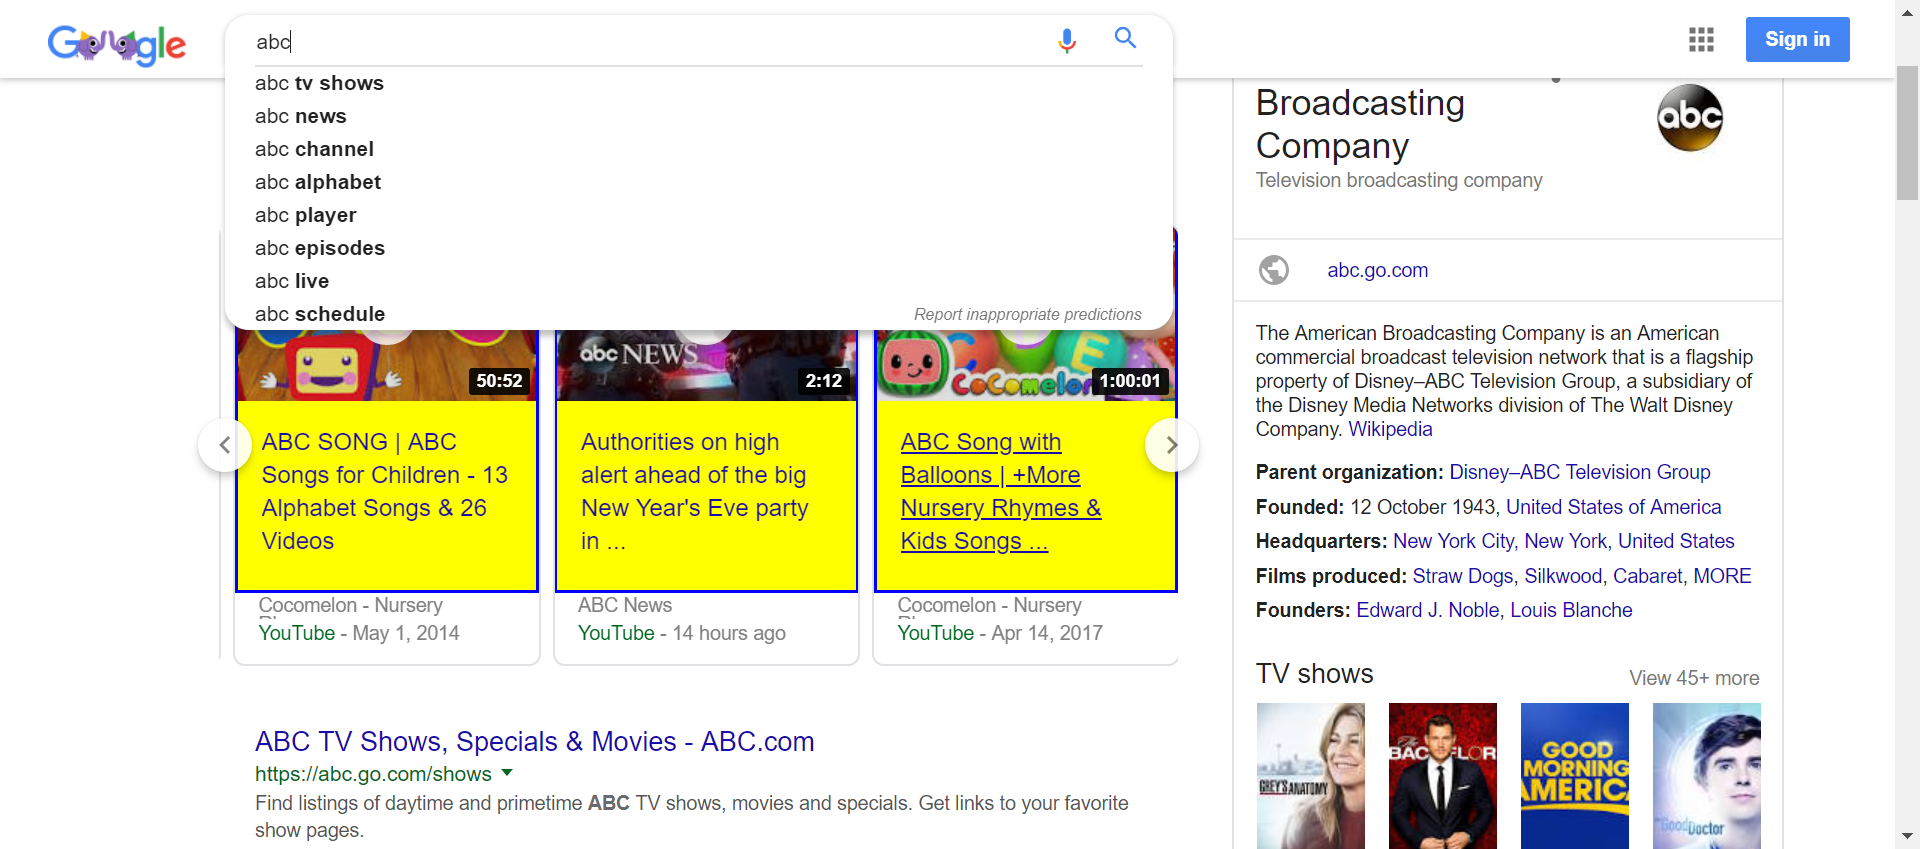 Google
abc
Sign in
abc tv shows
abc news
abc channel
abc alphabet
abc player
abc episodes
abc live
abc schedule
Report inappropriate predictions
abc NEWS
CoComelon
50:52
2:12
1:00:01
ABC SONG | ABC
Songs for Children - 13
Alphabet Songs & 26
Videos
Cocomelon - Nursery
YouTube - May 1, 2014
Authorities on high
alert ahead of the big
New Year's Eve party
in ...
ABC News
YouTube - 14 hours ago
ABC Song with
Balloons | +More
Nursery Rhymes &
Kids Songs ...
Cocomelon - Nursery
YouTube - Apr 14, 2017
ABC TV Shows, Specials & Movies - ABC.com
https://abc.go.com/shows
Find listings of daytime and primetime ABC TV shows, movies and specials. Get links to your favorite
show pages.
Broadcasting
Company
Television broadcasting company
abc
abc.go.com
The American Broadcasting Company is an American
commercial broadcast television network that is a flagship
property of Disney–ABC Television Group, a subsidiary of
the Disney Media Networks division of The Walt Disney
Company. Wikipedia
Parent organization: Disney–ABC Television Group
Founded: 12 October 1943, United States of America
Headquarters: New York City, New York, United States
Films produced: Straw Dogs, Silkwood, Cabaret, MORE
Founders: Edward J. Noble, Louis Blanche
TV shows
View 45+ more
GREY'S ANATOMY
The
BACHELOR
GOOD
MORNING
AMERICA
the Good Doctor